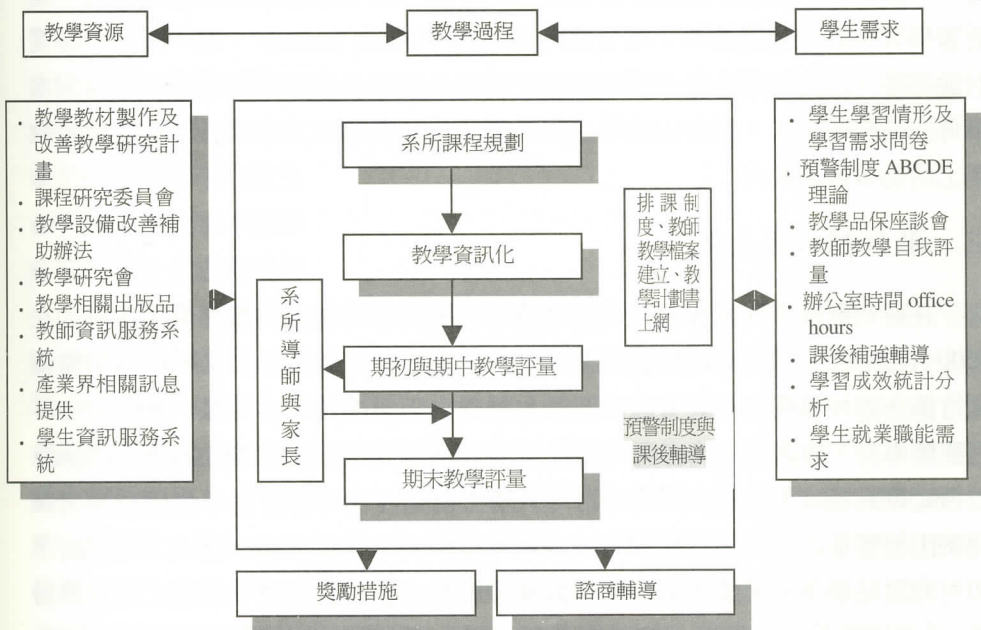 教學資源
教學過程
學生需求
. 教學教材製作及
改善教學研究計
畫
. 課程研究委員會
. 教學設備改善補
助辦法
. 教學研究會
. 教學相關出版品
. 教師資訊服務系
統
. 產業界相關訊息
提供
. 學生資訊服務系
統
系所課程規劃
教學資訊化
期初與期中教學評量
期末教學評量
系
所
導
師
與
家
長
排課制
度、教師
教學檔案
建立、教
學計劃書
上網
預警制度與
課後輔導
. 學生學習情形及
學習需求問卷
. 預警制度 ABCDE
理論
. 教學品保座談會
. 教師教學自我評
量
. 辦公室時間 office
hours
. 課後補強輔導
. 學習成效統計分
析
. 學生就業職能需
求
獎勵措施
諮商輔導